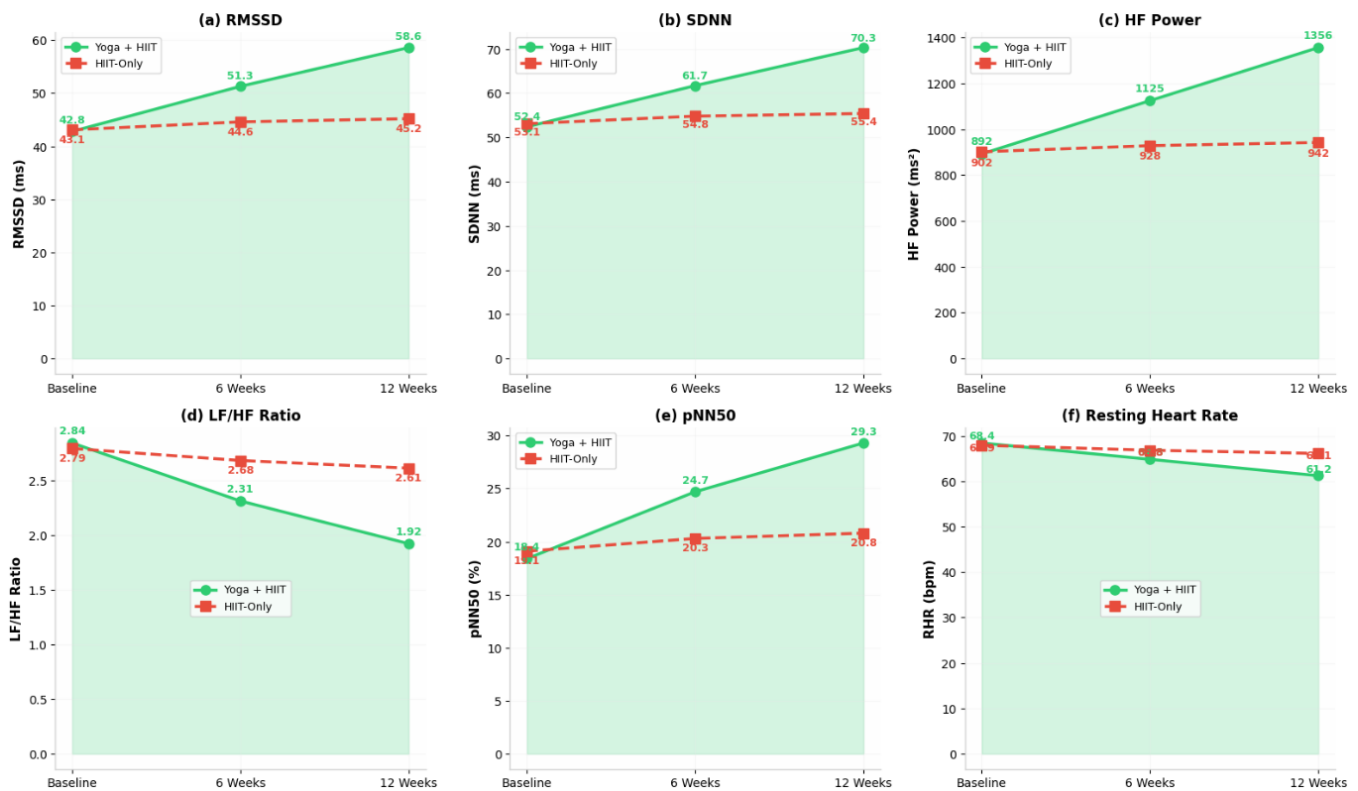 (a) RMSSD
Yoga + HIIT
HIIT-Only
60
50
40
30
20
10
0
RMSSD (ms)
42.8
51.3
58.6
43.1
44.6
45.2
Baseline
6 Weeks
12 Weeks
(b) SDNN
Yoga + HIIT
HIIT-Only
70
60
50
40
30
20
10
0
SDNN (ms)
52.4
61.7
70.3
53.1
54.8
55.4
Baseline
6 Weeks
12 Weeks
(c) HF Power
Yoga + HIIT
HIIT-Only
1400
1200
1000
800
600
400
200
0
HF Power (ms²)
892
1125
1356
902
928
942
Baseline
6 Weeks
12 Weeks
(d) LF/HF Ratio
Yoga + HIIT
HIIT-Only
2.5
2.0
1.5
1.0
0.5
0.0
LF/HF Ratio
2.84
2.31
1.92
2.79
2.68
2.61
Baseline
6 Weeks
12 Weeks
(e) pNN50
Yoga + HIIT
HIIT-Only
30
25
20
15
10
5
0
pNN50 (%)
18.4
24.7
29.3
19.1
20.3
20.8
Baseline
6 Weeks
12 Weeks
(f) Resting Heart Rate
Yoga + HIIT
HIIT-Only
70
60
50
40
30
20
10
0
RHR (bpm)
68.4
61.2
Baseline
6 Weeks
12 Weeks